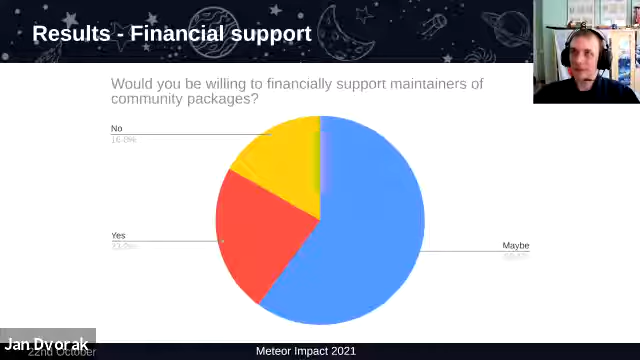 Results - Financial support
Would you be willing to financially support maintainers of
community packages?
No
Yes
Maybe
Jan Dvorak
22nd October
Meteor Impact 2021